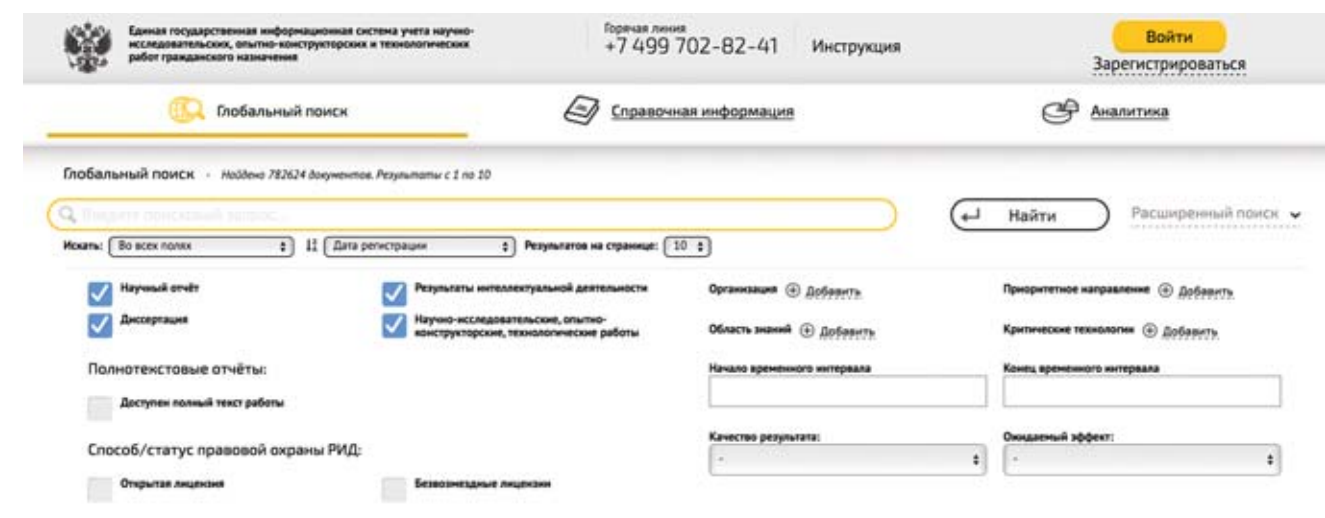 Единая государственная информационная система учета научно-
исследовательских, опытно-конструкторских и технологических
работ гражданского назначения
Горячая линия
+7 499 702-82-41
Инструкция
Войти
Зарегистрироваться
Глобальный поиск
Справочная информация
Аналитика
Глобальный поиск - Найдено 782624 документов. Результаты с 1 по 10
Введите поисковый запрос...
Найти
Расширенный поиск
Искать: Во всех полях
Дата регистрации
Результатов на странице: 10
Научный отчёт
Результаты интеллектуальной деятельности
Организация Добавить
Приоритетное направление Добавить
Диссертация
Научно-исследовательские, опытно-
конструкторские, технологические работы
Область знаний Добавить
Критические технологии Добавить
Полнотекстовые отчёты:
Начало временного интервала
Конец временного интервала
Доступен полный текст работы
Способ/статус правовой охраны РИД:
Качество результата:
-
Ожидаемый эффект:
-
Открытая лицензия
Безвозмездные лицензии